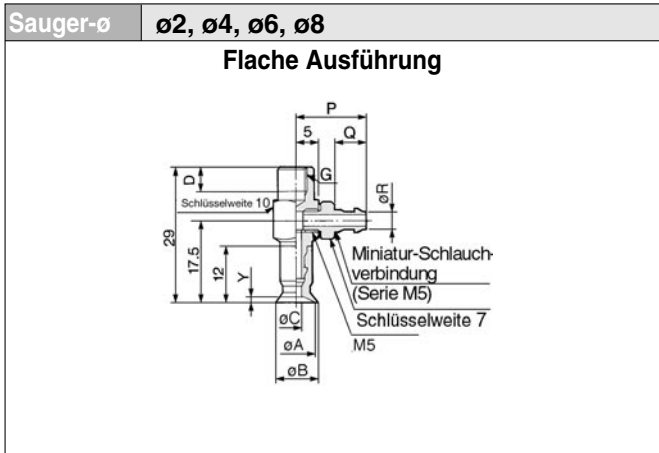 Sauger-ø ø2, ø4, ø6, ø8
Flache Ausführung
P
5 Q
D
G
øR
Schlüsselweite 10
29
17.5
12
Y
Miniatur-Schlauch-
verbindung
(Serie M5)
øC
Schlüsselweite 7
øA
M5
øB